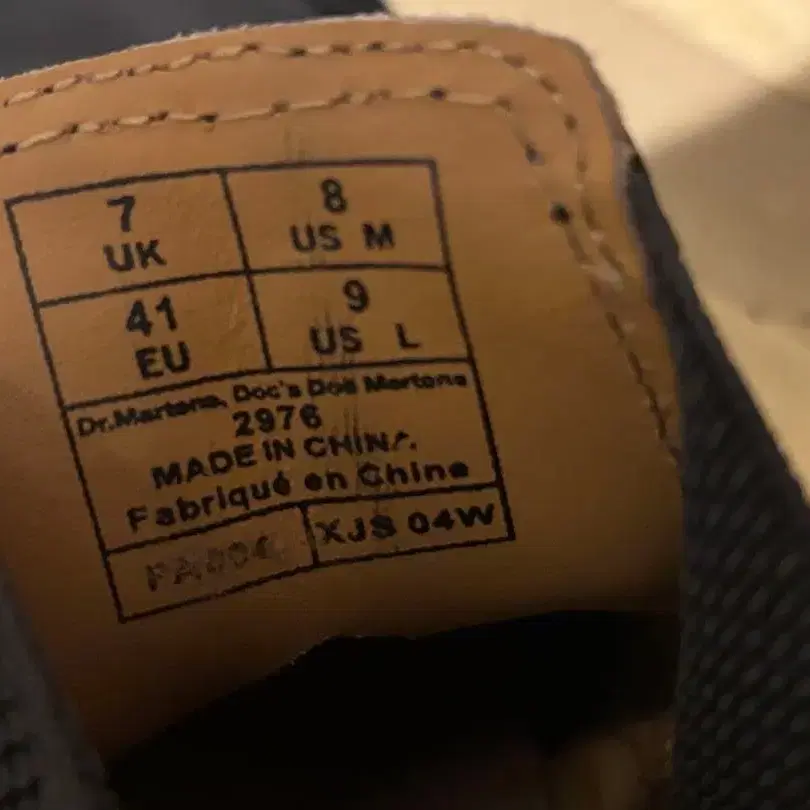 7
UK
8
US M
41
EU
9
US L
Dr.Martens, Doc's Martens
2976
MADE IN CHINA
Fabriqué en Chine
XJS 04W